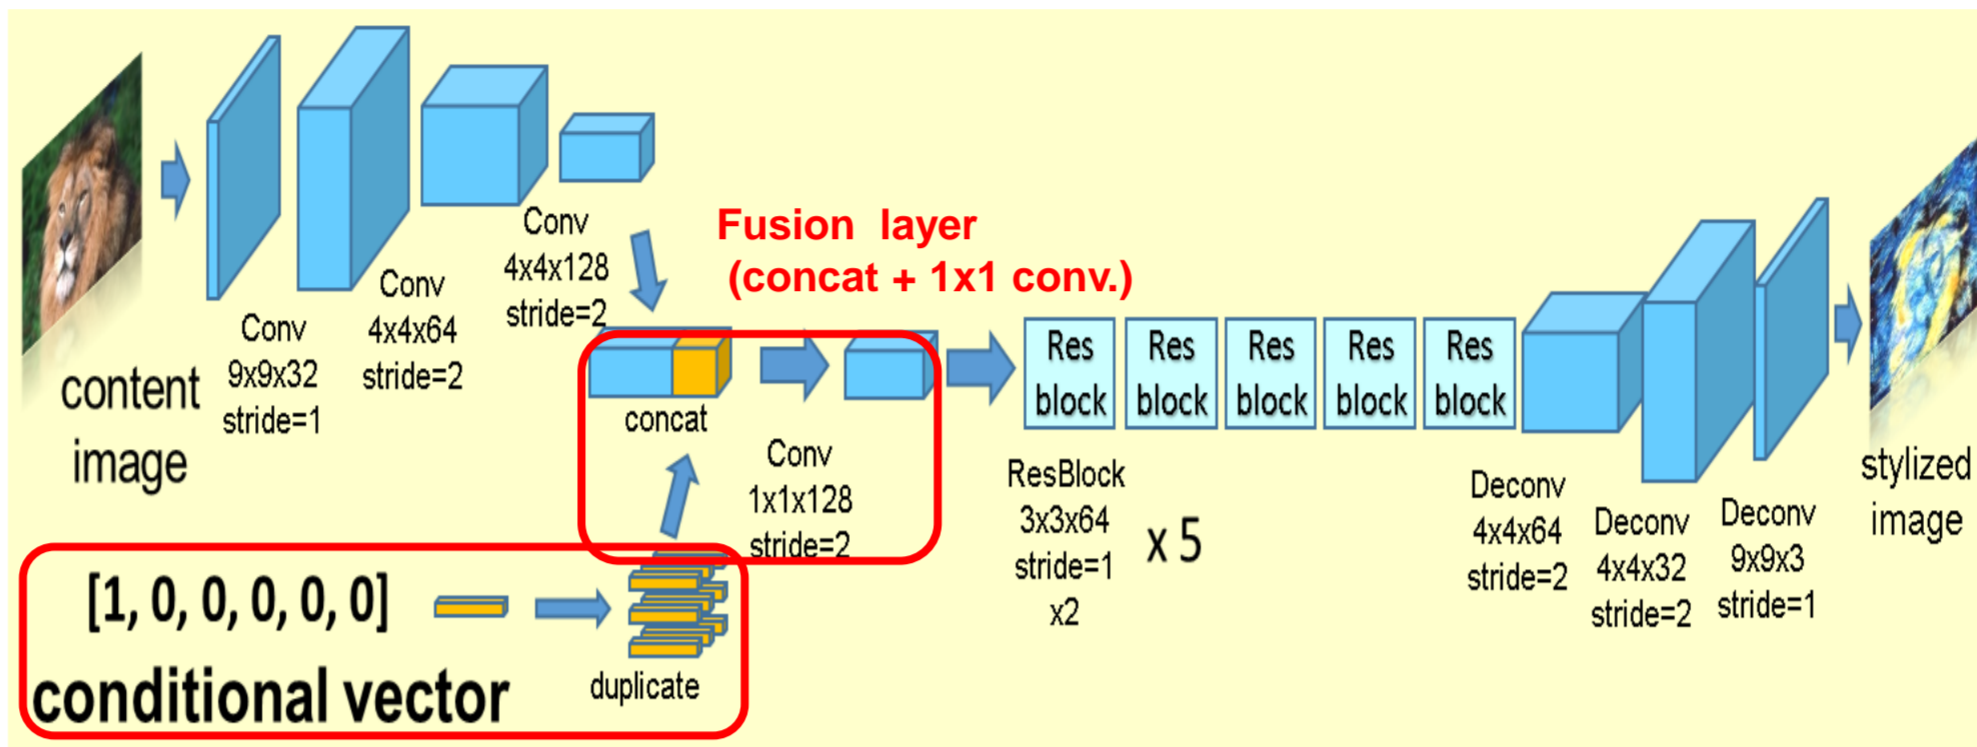 content
image
Conv
9x9x32
stride=1
Conv
4x4x64
stride=2
Conv
4x4x128
stride=2
Fusion layer
(concat + 1x1 conv.)
concat
Conv
1x1x128
stride=2
[1, 0, 0, 0, 0, 0]
conditional vector
duplicate
Res
block
Res
block
Res
block
Res
block
Res
block
ResBlock
3x3x64
stride=1
x2
x 5
Deconv
4x4x64
stride=2
Deconv
4x4x32
stride=2
Deconv
9x9x3
stride=1
stylized
image